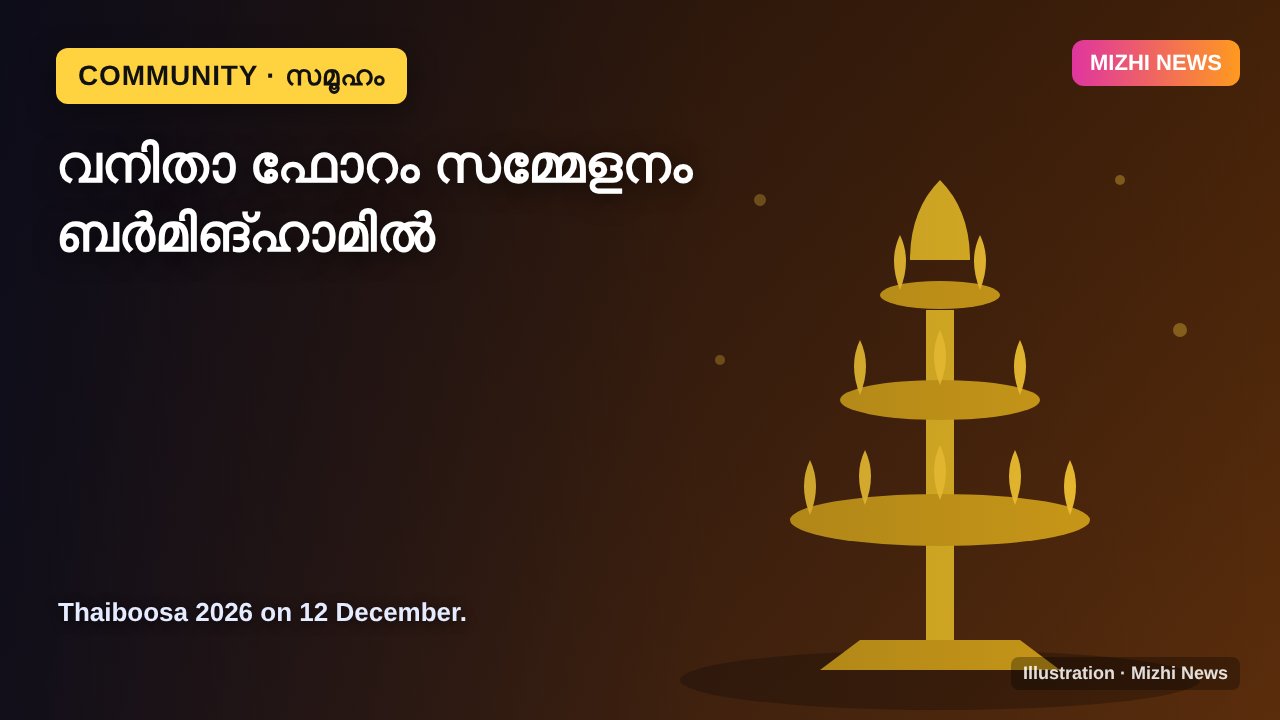 COMMUNITY · സമൂഹം
MIZHI NEWS
വനിതാ ഫോറം സമ്മേളനം
ബർമിങ്ഹാമിൽ
Thaiboosa 2026 on 12 December.
Illustration · Mizhi News